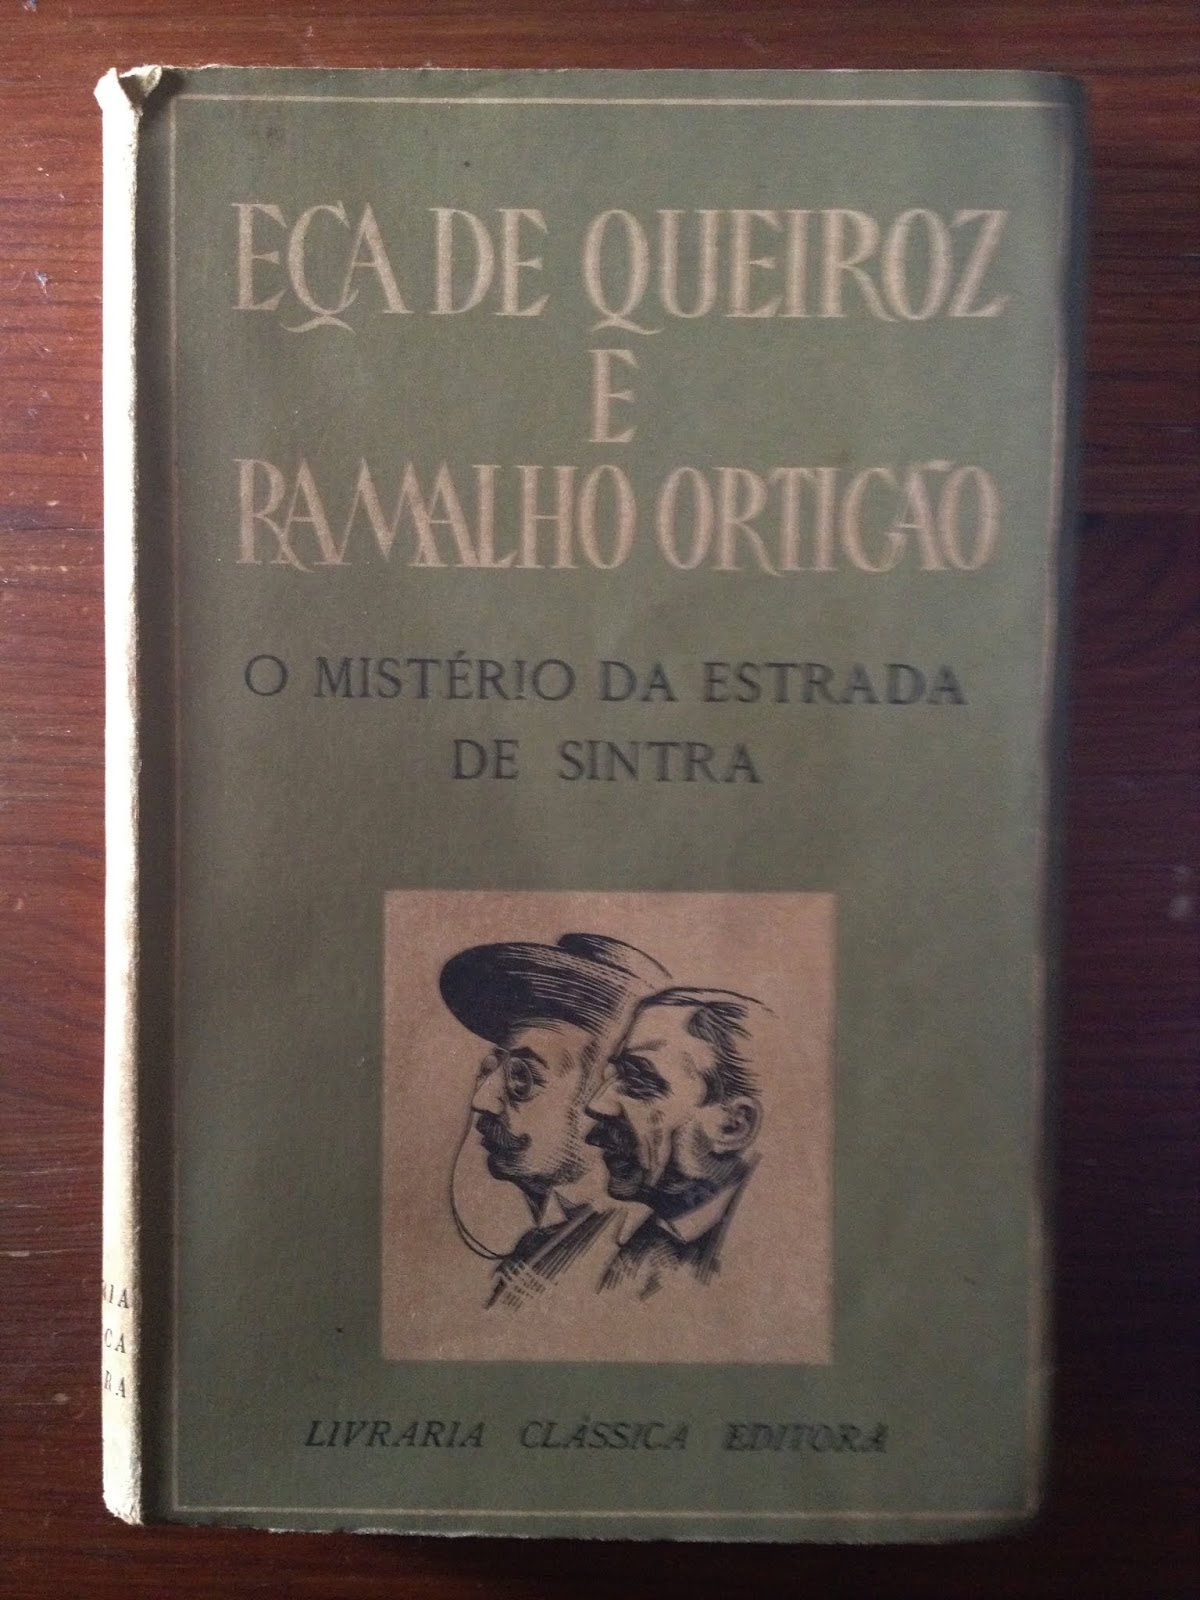 EÇA DE QUEIROZ
E
RAMALHO ORTIGÃO
O MISTÉRIO DA ESTRADA
DE SINTRA
LIVRARIA CLÁSSICA EDITORA